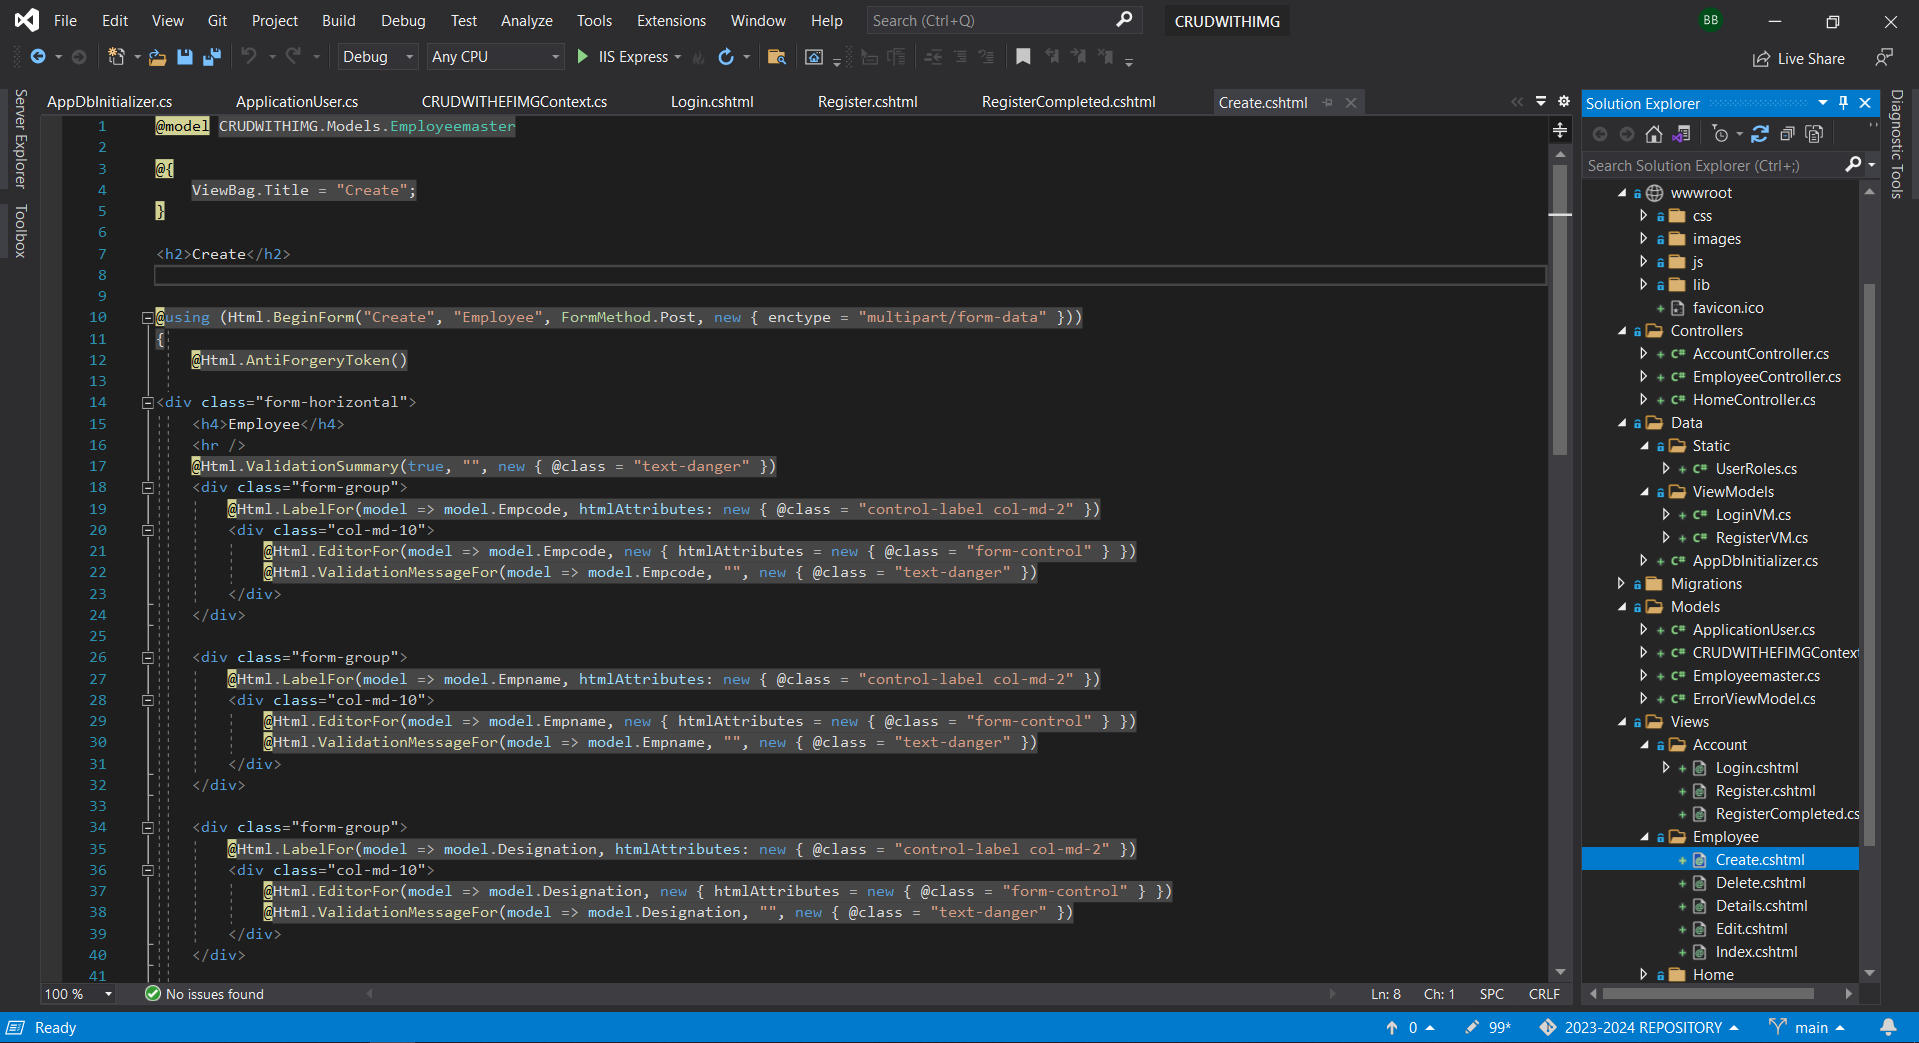 File Edit View Git Project Build Debug Test Analyze Tools Extensions Window Help Search (Ctrl+Q) CRUDWITHIMG BB
Debug Any CPU IIS Express Live Share
Server Explorer
Toolbox
AppDbInitializer.cs ApplicationUser.cs CRUDWITHEFIMGContext.cs Login.cshtml Register.cshtml RegisterCompleted.cshtml Create.cshtml
1 @model CRUDWITHIMG.Models.Employeemaster
2
3 @{
4 ViewBag.Title = "Create";
5 }
6
7 <h2>Create</h2>
8
9
10 @using (Html.BeginForm("Create", "Employee", FormMethod.Post, new { enctype = "multipart/form-data" }))
11 {
12 @Html.AntiForgeryToken()
13
14 <div class="form-horizontal">
15 <h4>Employee</h4>
16 <hr />
17 @Html.ValidationSummary(true, "", new { @class = "text-danger" })
18 <div class="form-group">
19 @Html.LabelFor(model => model.Empcode, htmlAttributes: new { @class = "control-label col-md-2" })
20 <div class="col-md-10">
21 @Html.EditorFor(model => model.Empcode, new { htmlAttributes = new { @class = "form-control" } })
22 @Html.ValidationMessageFor(model => model.Empcode, "", new { @class = "text-danger" })
23 </div>
24 </div>
25
26 <div class="form-group">
27 @Html.LabelFor(model => model.Empname, htmlAttributes: new { @class = "control-label col-md-2" })
28 <div class="col-md-10">
29 @Html.EditorFor(model => model.Empname, new { htmlAttributes = new { @class = "form-control" } })
30 @Html.ValidationMessageFor(model => model.Empname, "", new { @class = "text-danger" })
31 </div>
32 </div>
33
34 <div class="form-group">
35 @Html.LabelFor(model => model.Designation, htmlAttributes: new { @class = "control-label col-md-2" })
36 <div class="col-md-10">
37 @Html.EditorFor(model => model.Designation, new { htmlAttributes = new { @class = "form-control" } })
38 @Html.ValidationMessageFor(model => model.Designation, "", new { @class = "text-danger" })
39 </div>
40 </div>
41
100 % No issues found Ln: 8 Ch: 1 SPC CRLF
Solution Explorer
Search Solution Explorer (Ctrl+;)
wwwroot
css
images
js
lib
favicon.ico
Controllers
C# AccountController.cs
C# EmployeeController.cs
C# HomeController.cs
Data
Static
C# UserRoles.cs
ViewModels
C# LoginVM.cs
C# RegisterVM.cs
C# AppDbInitializer.cs
Migrations
Models
C# ApplicationUser.cs
C# CRUDWITHEFIMGContext
C# Employeemaster.cs
C# ErrorViewModel.cs
Views
Account
Login.cshtml
Register.cshtml
RegisterCompleted.cs
Employee
Create.cshtml
Delete.cshtml
Details.cshtml
Edit.cshtml
Index.cshtml
Home
Diagnostic Tools
Ready 0 99* 2023-2024 REPOSITORY main